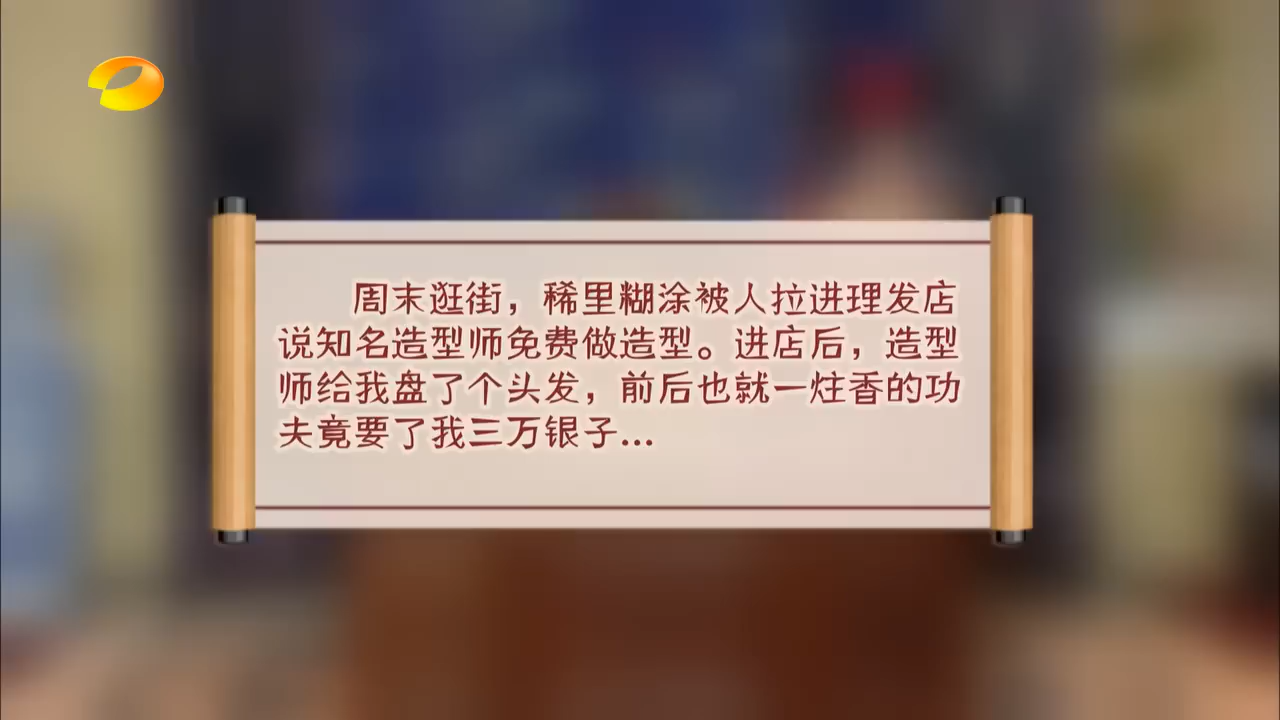 周末逛街，稀里糊涂被人拉进理发店
说知名造型师免费做造型。进店后，造型
师给我盘了个头发，前后也就一炷香的功
夫竟要了我三万银子...